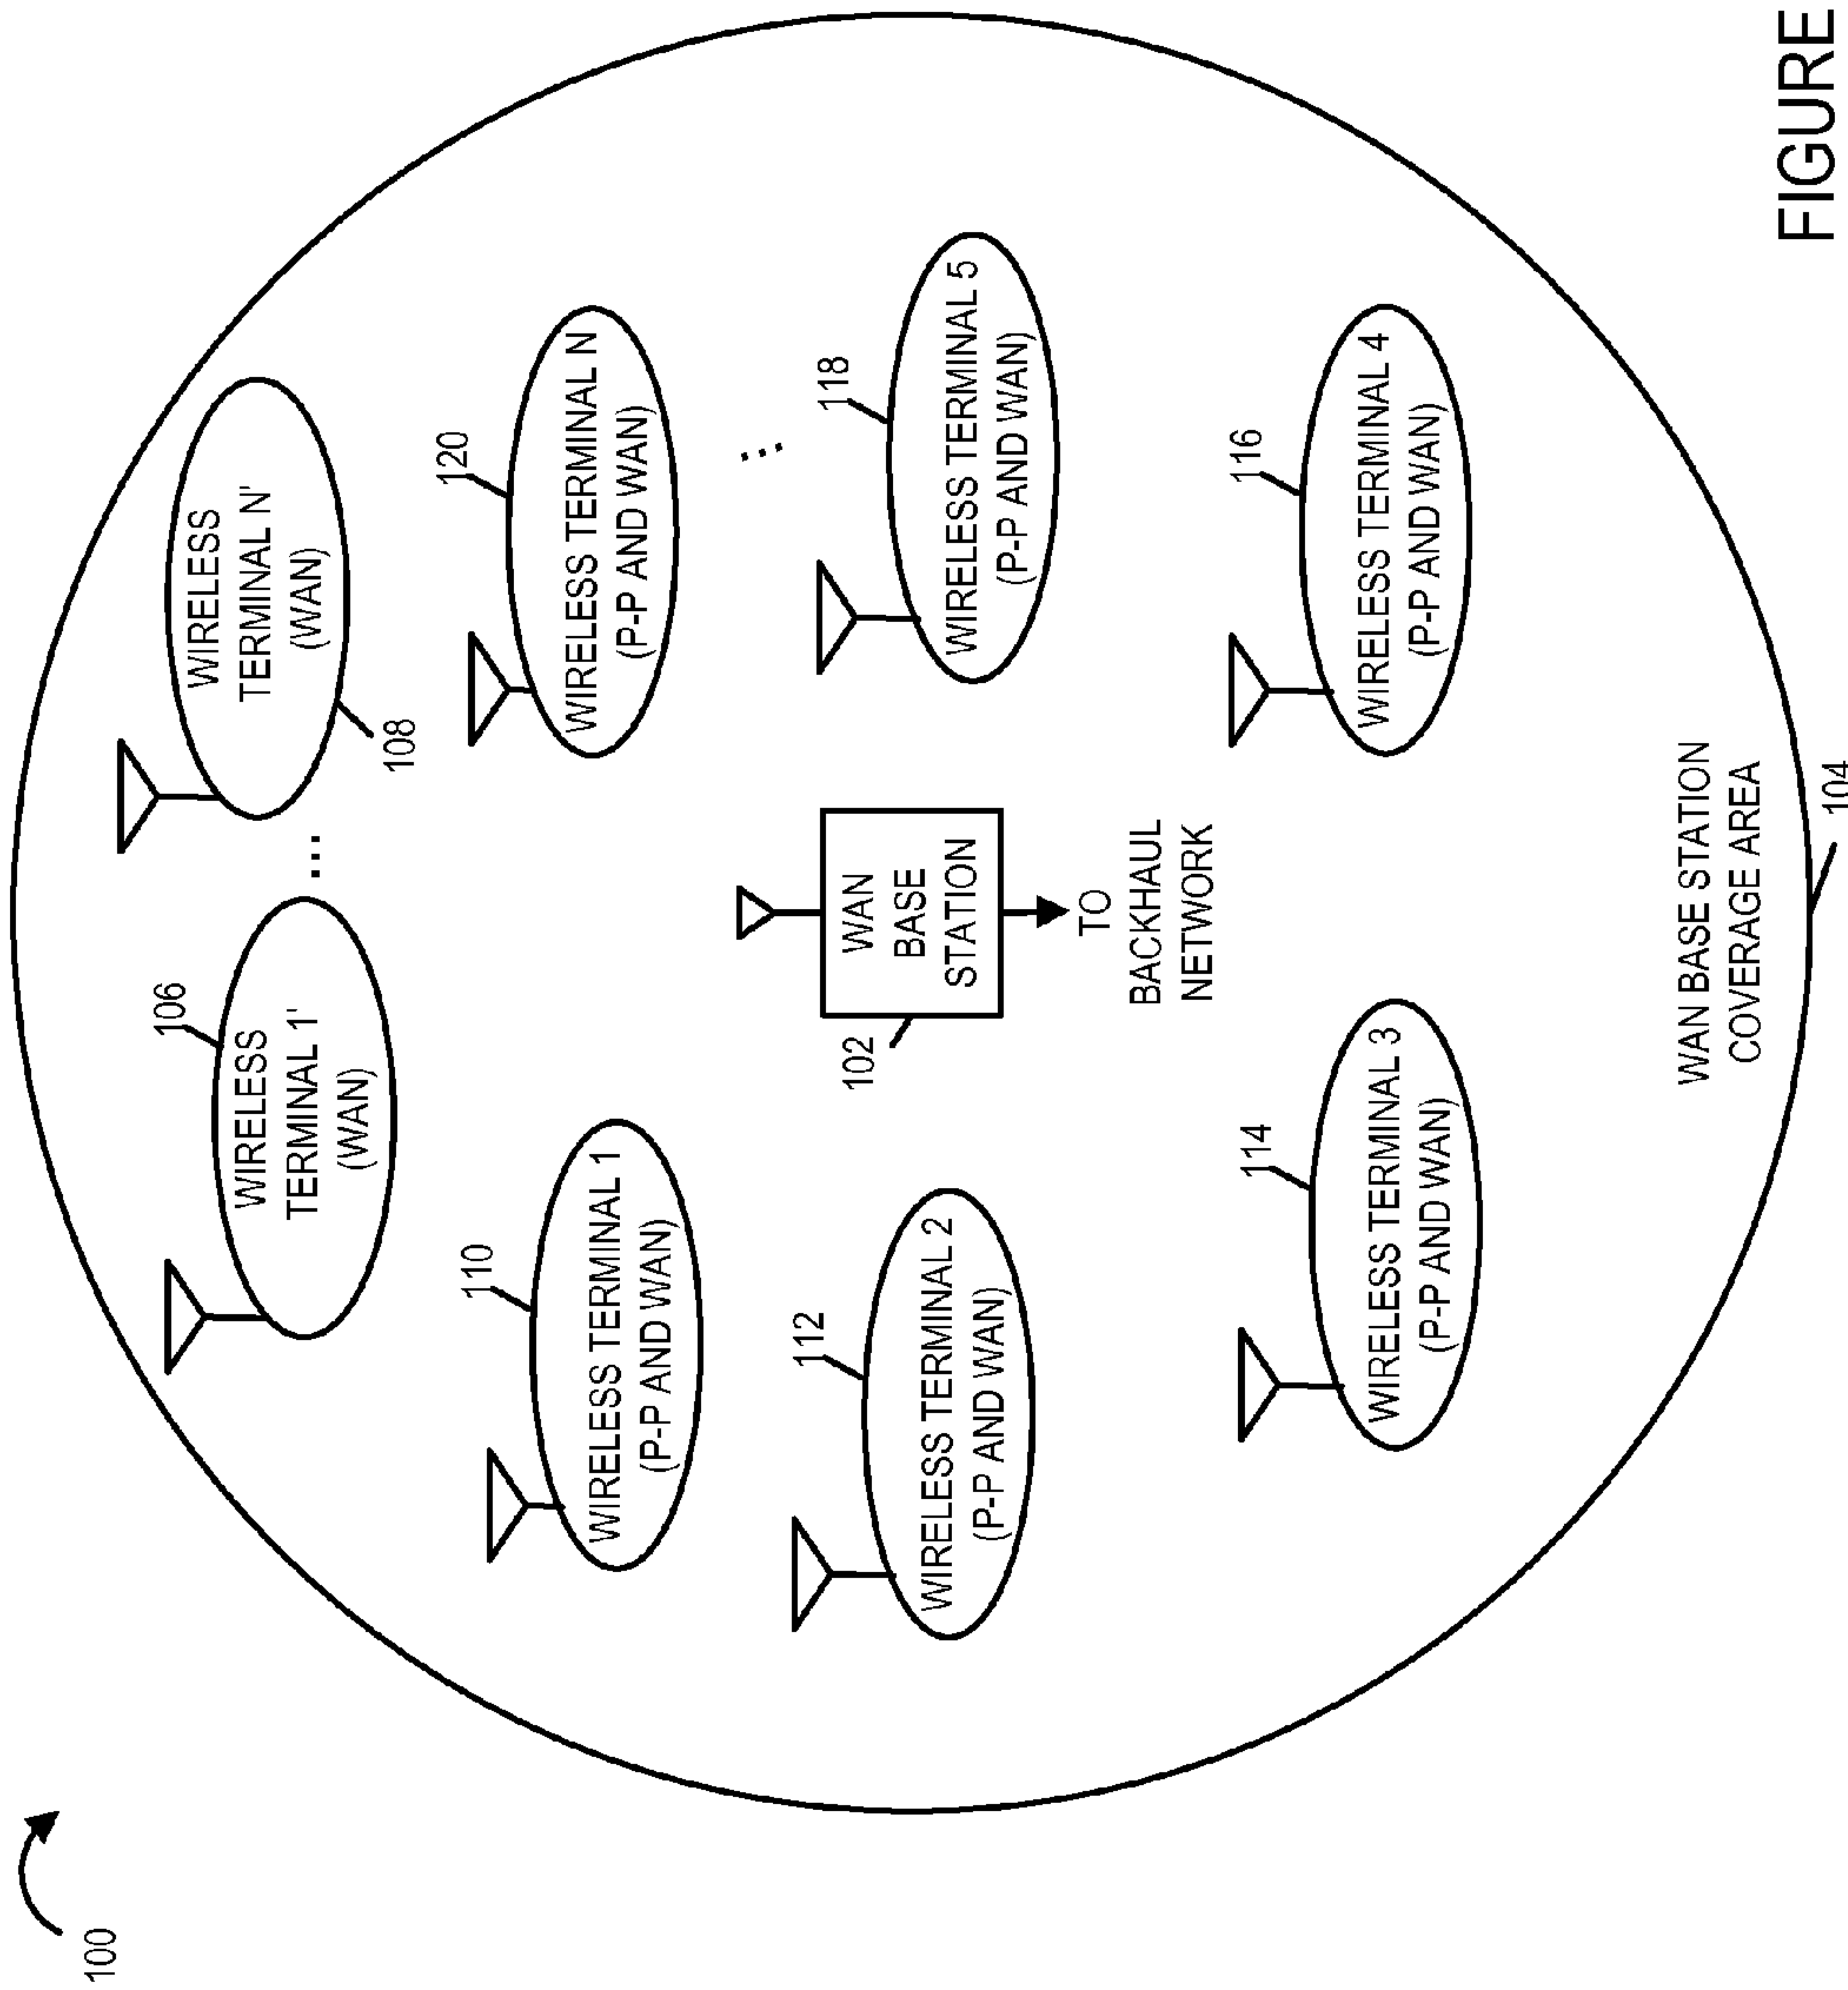 100
106
WIRELESS
TERMINAL 1'
(WAN)
...
WIRELESS
TERMINAL N'
(WAN)
108
110
WIRELESS TERMINAL 1
(P-P AND WAN)
120
WIRELESS TERMINAL N
(P-P AND WAN)
...
112
WIRELESS TERMINAL 2
(P-P AND WAN)
102
WAN
BASE
STATION
TO
BACKHAUL
NETWORK
118
WIRELESS TERMINAL 5
(P-P AND WAN)
114
WIRELESS TERMINAL 3
(P-P AND WAN)
116
WIRELESS TERMINAL 4
(P-P AND WAN)
WAN BASE STATION
COVERAGE AREA
104
FIGURE